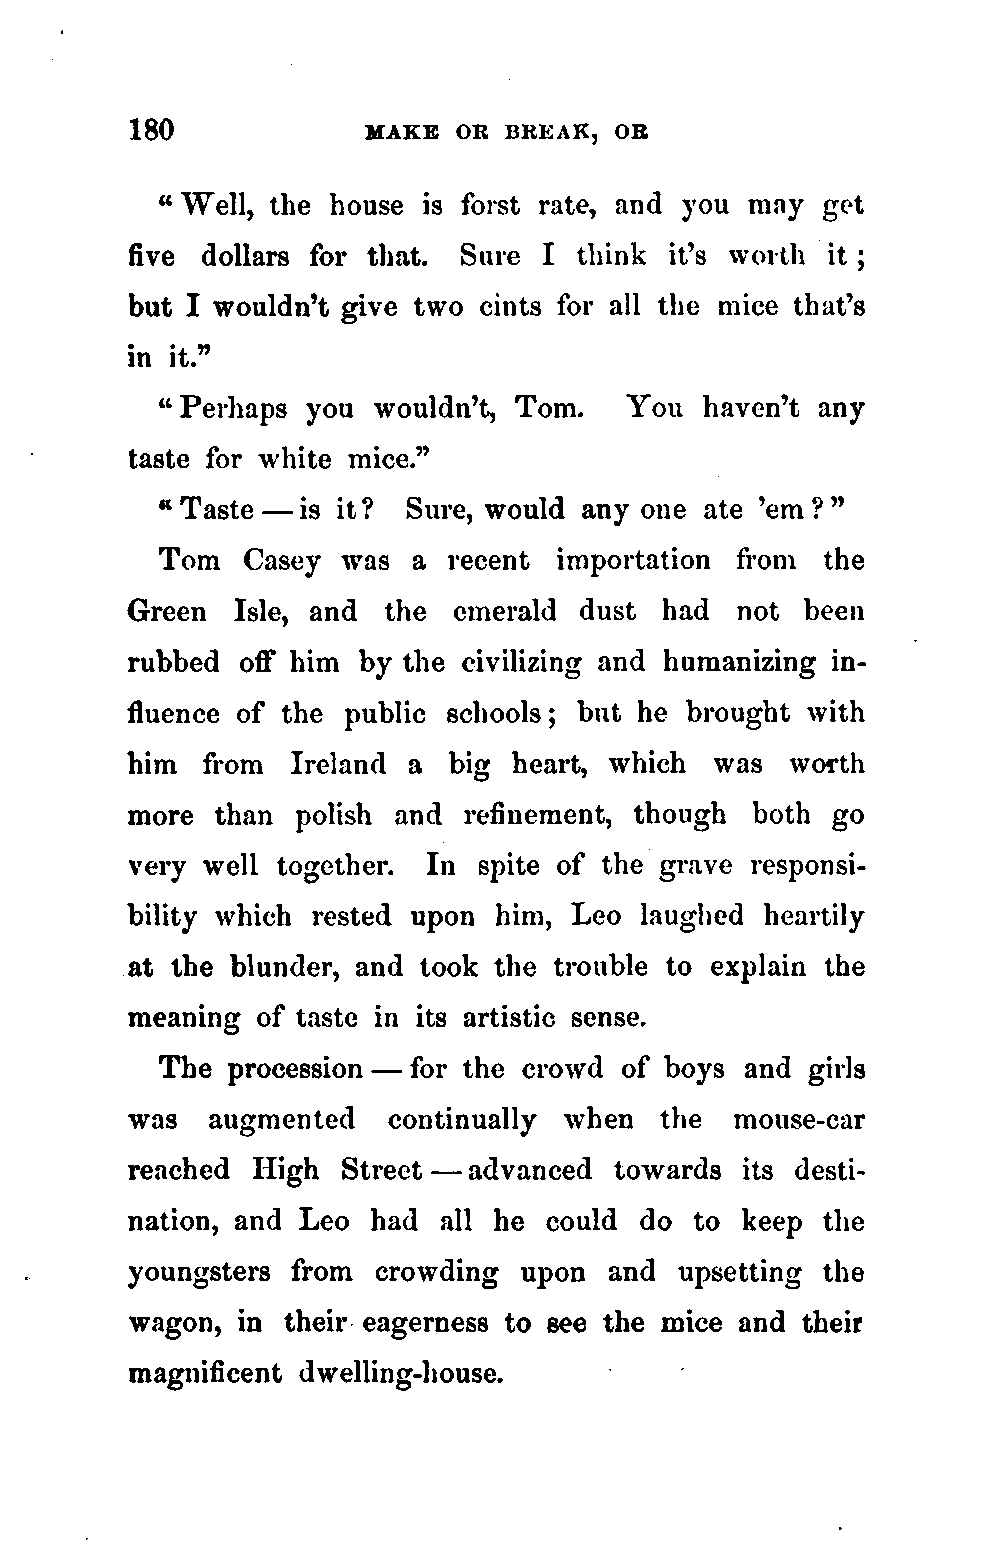 180 MAKE OR BREAK, OR
“Well, the house is forst rate, and you may get
five dollars for that. Sure I think it's worth it;
but I wouldn't give two cints for all the mice that's
in it.”
“Perhaps you wouldn't, Tom. You haven't any
taste for white mice.”
“Taste — is it? Sure, would any one ate 'em?”
Tom Casey was a recent importation from the
Green Isle, and the emerald dust had not been
rubbed off him by the civilizing and humanizing in-
fluence of the public schools; but he brought with
him from Ireland a big heart, which was worth
more than polish and refinement, though both go
very well together. In spite of the grave responsi-
bility which rested upon him, Leo laughed heartily
at the blunder, and took the trouble to explain the
meaning of taste in its artistic sense.
The procession — for the crowd of boys and girls
was augmented continually when the mouse-car
reached High Street — advanced towards its desti-
nation, and Leo had all he could do to keep the
youngsters from crowding upon and upsetting the
wagon, in their eagerness to see the mice and their
magnificent dwelling-house.